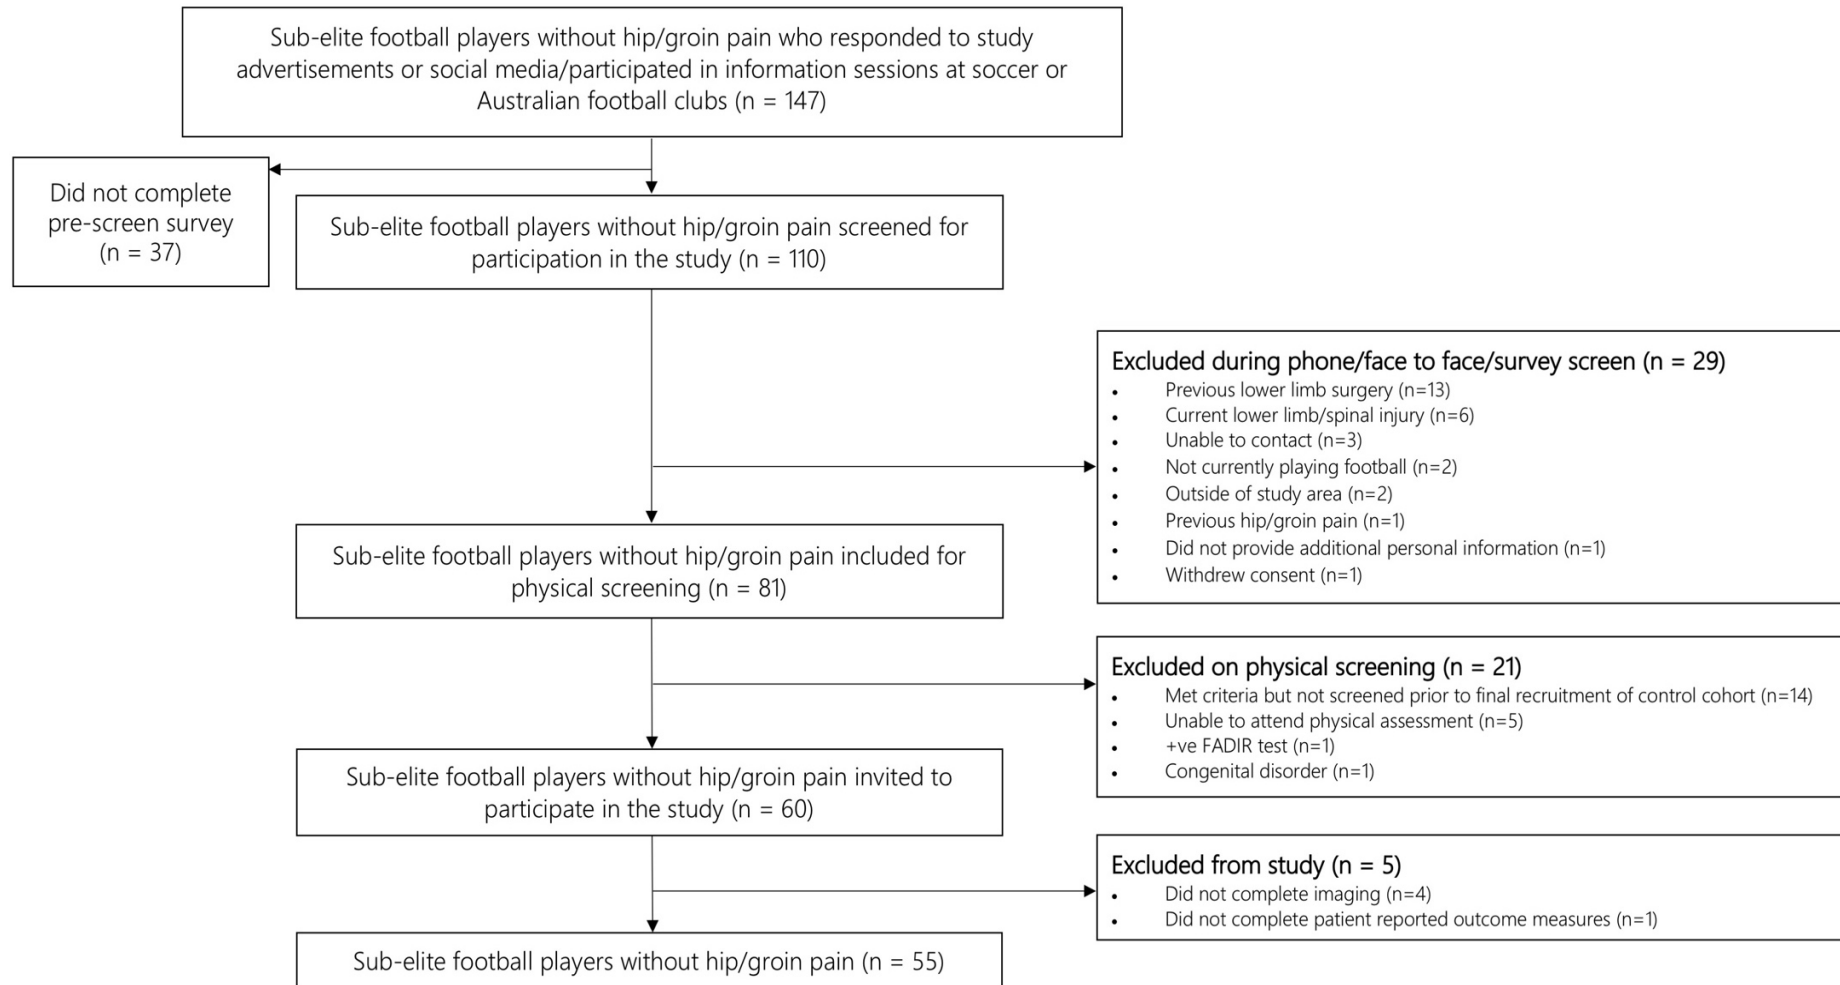 Sub-elite football players without hip/groin pain who responded to study
advertisements or social media/participated in information sessions at soccer or
Australian football clubs (n = 147)
Did not complete
pre-screen survey
(n = 37)
Sub-elite football players without hip/groin pain screened for
participation in the study (n = 110)
Excluded during phone/face to face/survey screen (n = 29)
• Previous lower limb surgery (n=13)
• Current lower limb/spinal injury (n=6)
• Unable to contact (n=3)
• Not currently playing football (n=2)
• Outside of study area (n=2)
• Previous hip/groin pain (n=1)
• Did not provide additional personal information (n=1)
• Withdrew consent (n=1)
Sub-elite football players without hip/groin pain included for
physical screening (n = 81)
Excluded on physical screening (n = 21)
• Met criteria but not screened prior to final recruitment of control cohort (n=14)
• Unable to attend physical assessment (n=5)
• +ve FADIR test (n=1)
• Congenital disorder (n=1)
Sub-elite football players without hip/groin pain invited to
participate in the study (n = 60)
Excluded from study (n = 5)
• Did not complete imaging (n=4)
• Did not complete patient reported outcome measures (n=1)
Sub-elite football players without hip/groin pain (n = 55)